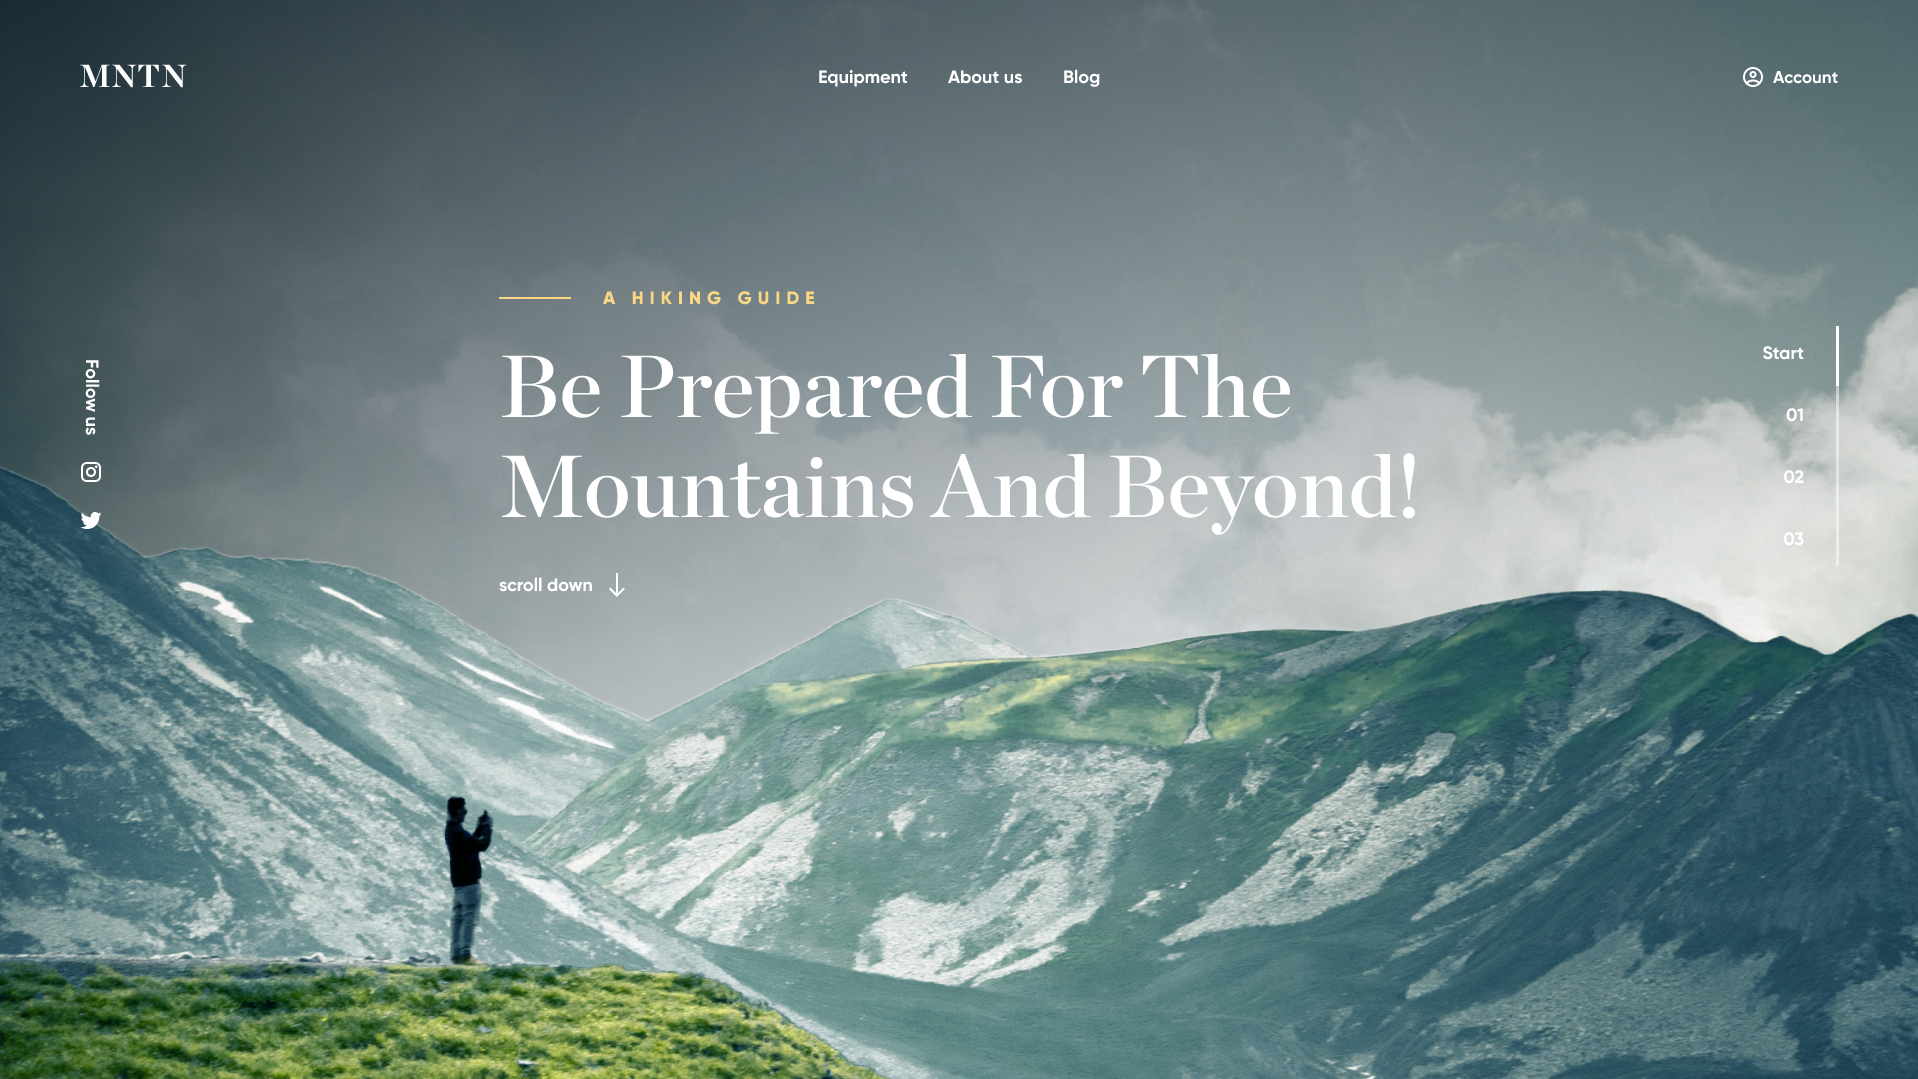 MNTN
Equipment
About us
Blog
Account
A HIKING GUIDE
Be Prepared For The
Mountains And Beyond!
scroll down
Follow us
Start
01
02
03